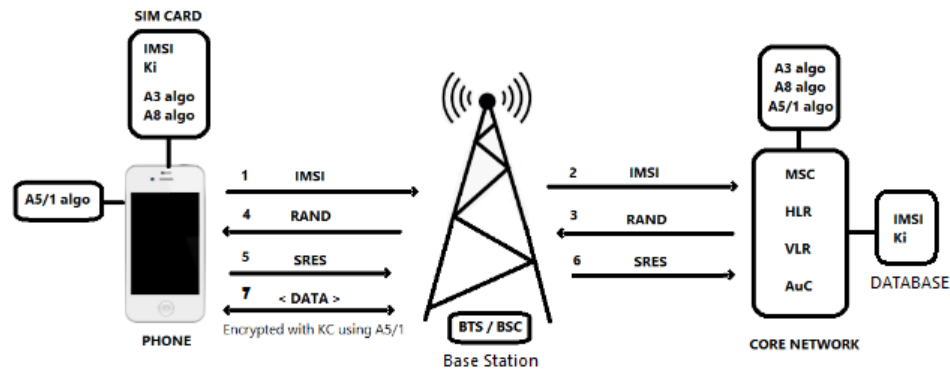 SIM CARD
IMSI
Ki
A3 algo
A8 algo
A5/1 algo
PHONE
1 IMSI
4 RAND
5 SRES
7 < DATA >
Encrypted with KC using A5/1
BTS / BSC
Base Station
2 IMSI
3 RAND
6 SRES
A3 algo
A8 algo
A5/1 algo
MSC
HLR
VLR
AuC
CORE NETWORK
IMSI
Ki
DATABASE